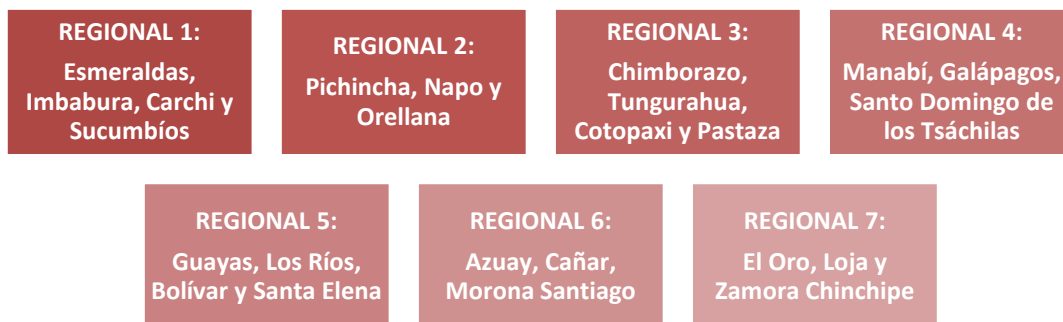 REGIONAL 1:
Esmeraldas,
Imbabura, Carchi y
Sucumbíos
REGIONAL 2:
Pichincha, Napo y
Orellana
REGIONAL 3:
Chimborazo,
Tungurahua,
Cotopaxi y Pastaza
REGIONAL 4:
Manabí, Galápagos,
Santo Domingo de
los Tsáchilas
REGIONAL 5:
Guayas, Los Ríos,
Bolívar y Santa Elena
REGIONAL 6:
Azuay, Cañar,
Morona Santiago
REGIONAL 7:
El Oro, Loja y
Zamora Chinchipe